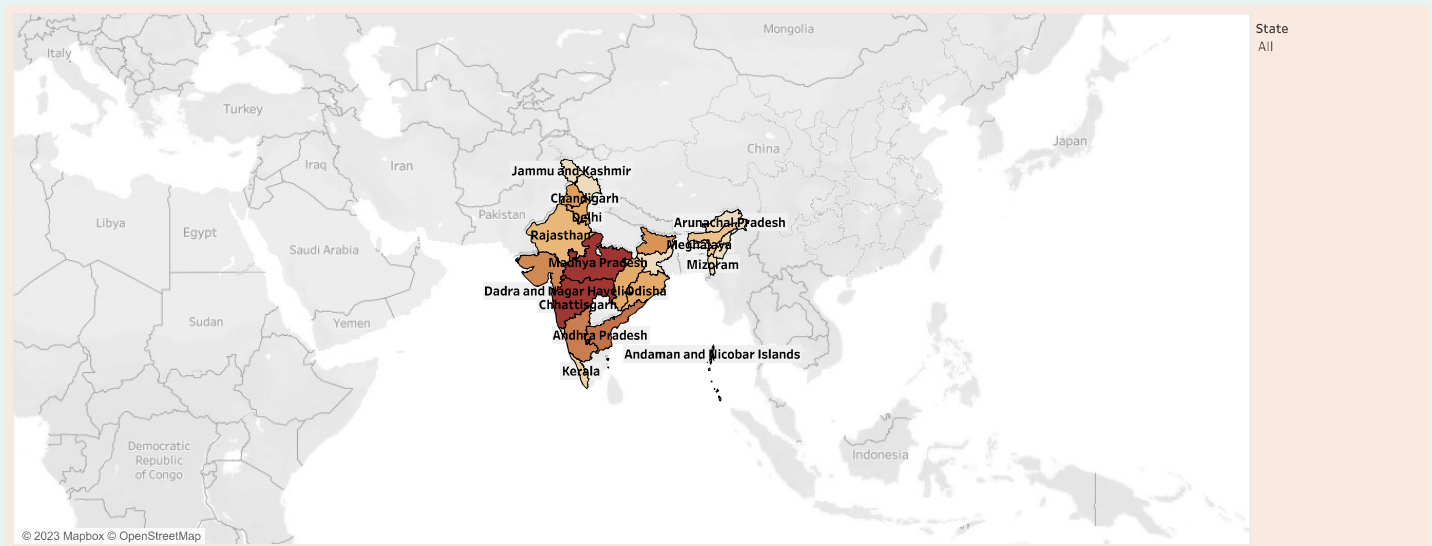 Mongolia
State
All
Italy
Turkey
Japan
China
Iraq
Iran
Jammu and Kashmir
Chandigarh
Pakistan
Delhi
Libya
Egypt
Arunachal Pradesh
Rajasthan
Saudi Arabia
Meghalaya
Madhya Pradesh
Mizoram
Dadra and Nagar Haveli
Odisha
Chhattisgarh
Sudan
Yemen
Andhra Pradesh
Andaman and Nicobar Islands
Kerala
Democratic
Republic
of Congo
Indonesia
© 2023 Mapbox © OpenStreetMap